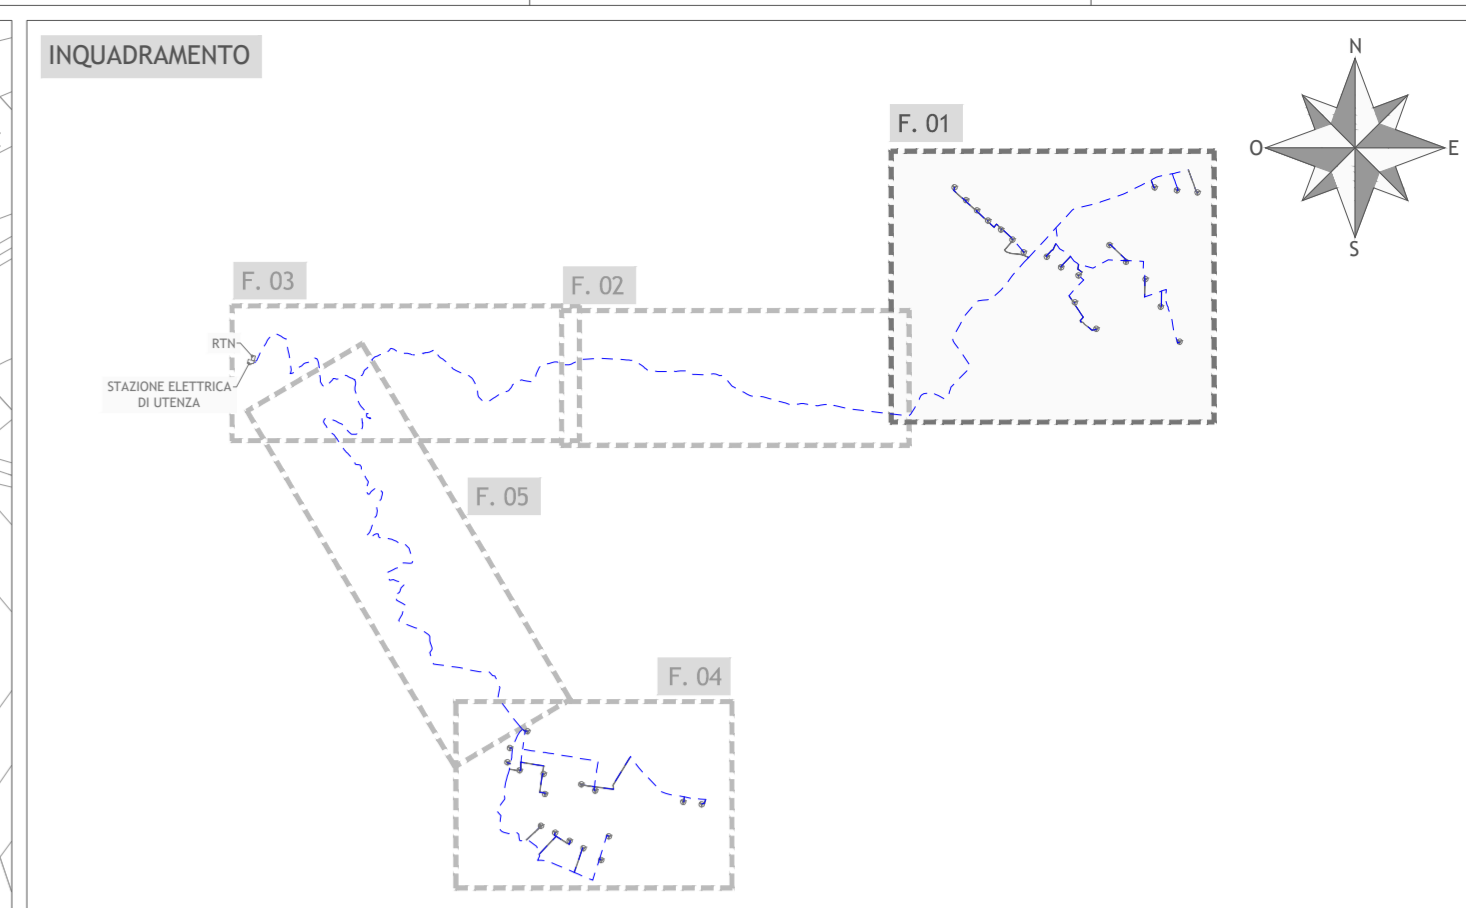 INQUADRAMENTO
N
F. 01
O
E
S
F. 03
F. 02
RTN
STAZIONE ELETTRICA
DI UTENZA
F. 05
F. 04